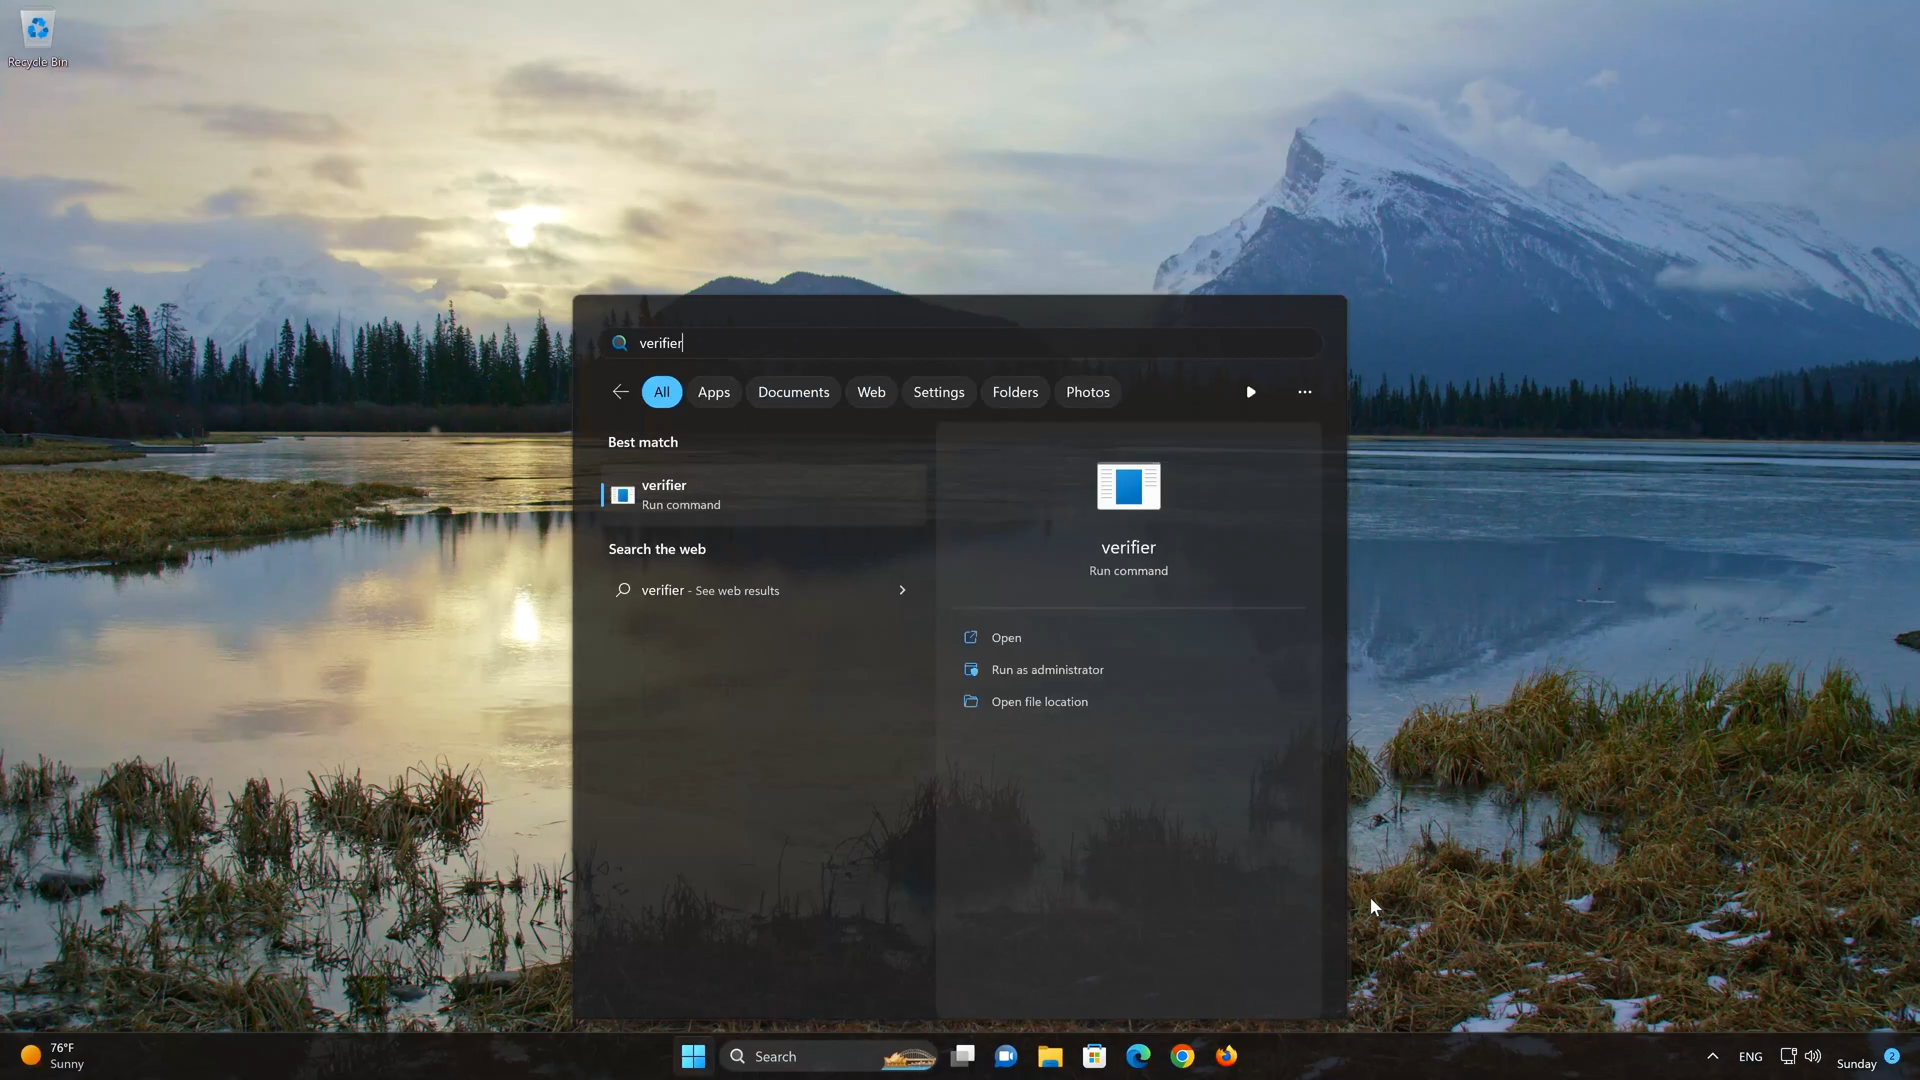 Recycle Bin
verifier
All
Apps
Documents
Web
Settings
Folders
Photos
Best match
verifier
Run command
Search the web
verifier - See web results
verifier
Run command
Open
Run as administrator
Open file location
76°F
Sunny
Search
ENG
Sunday
2